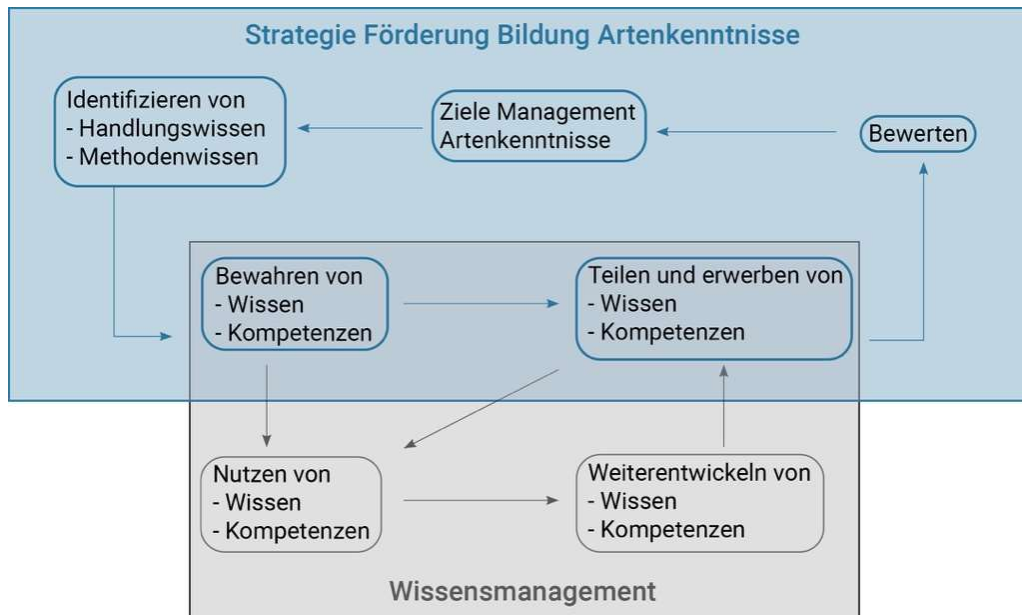 Strategie Förderung Bildung Artenkenntnisse
Identifizieren von
- Handlungswissen
- Methodenwissen
Ziele Management
Artenkenntnisse
Bewerten
Bewahren von
- Wissen
- Kompetenzen
Teilen und erwerben von
- Wissen
- Kompetenzen
Nutzen von
- Wissen
- Kompetenzen
Weiterentwickeln von
- Wissen
- Kompetenzen
Wissensmanagement